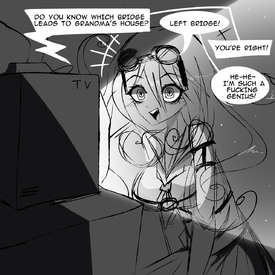 DO YOU KNOW WHICH BRIDGE
LEADS TO GRANDMA'S HOUSE?
LEFT BRIDGE!
YOU'RE RIGHT!
HE-HE-
I'M SUCH A
FUCKING
GENIUS!
TV